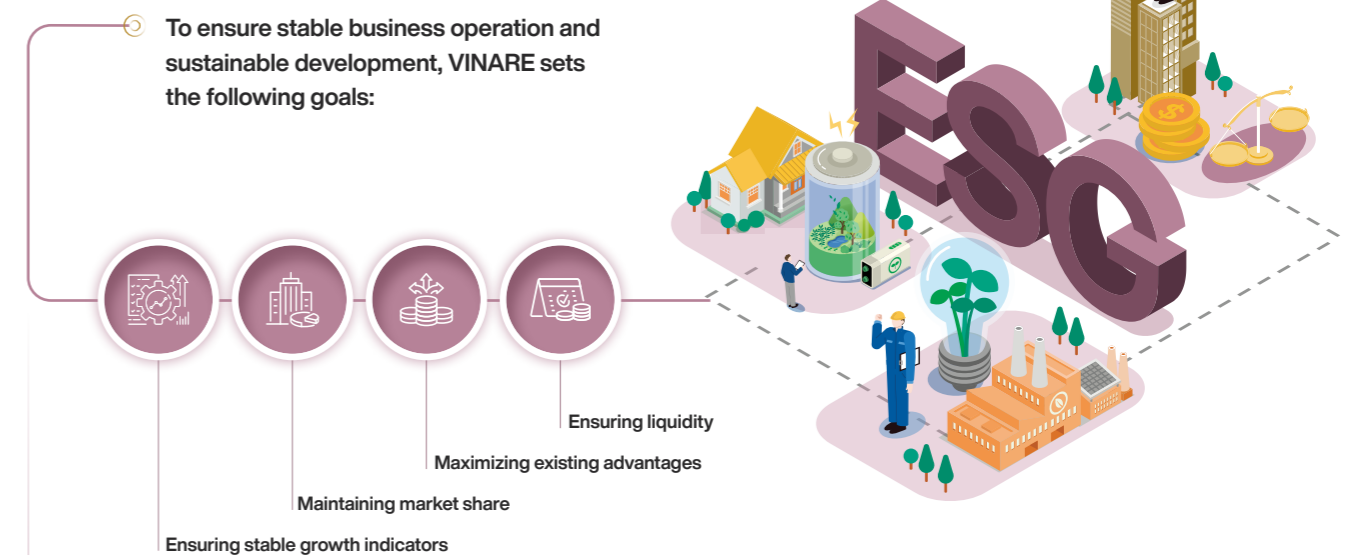 To ensure stable business operation and
sustainable development, VINARE sets
the following goals:
ESG
Ensuring liquidity
Maximizing existing advantages
Maintaining market share
Ensuring stable growth indicators